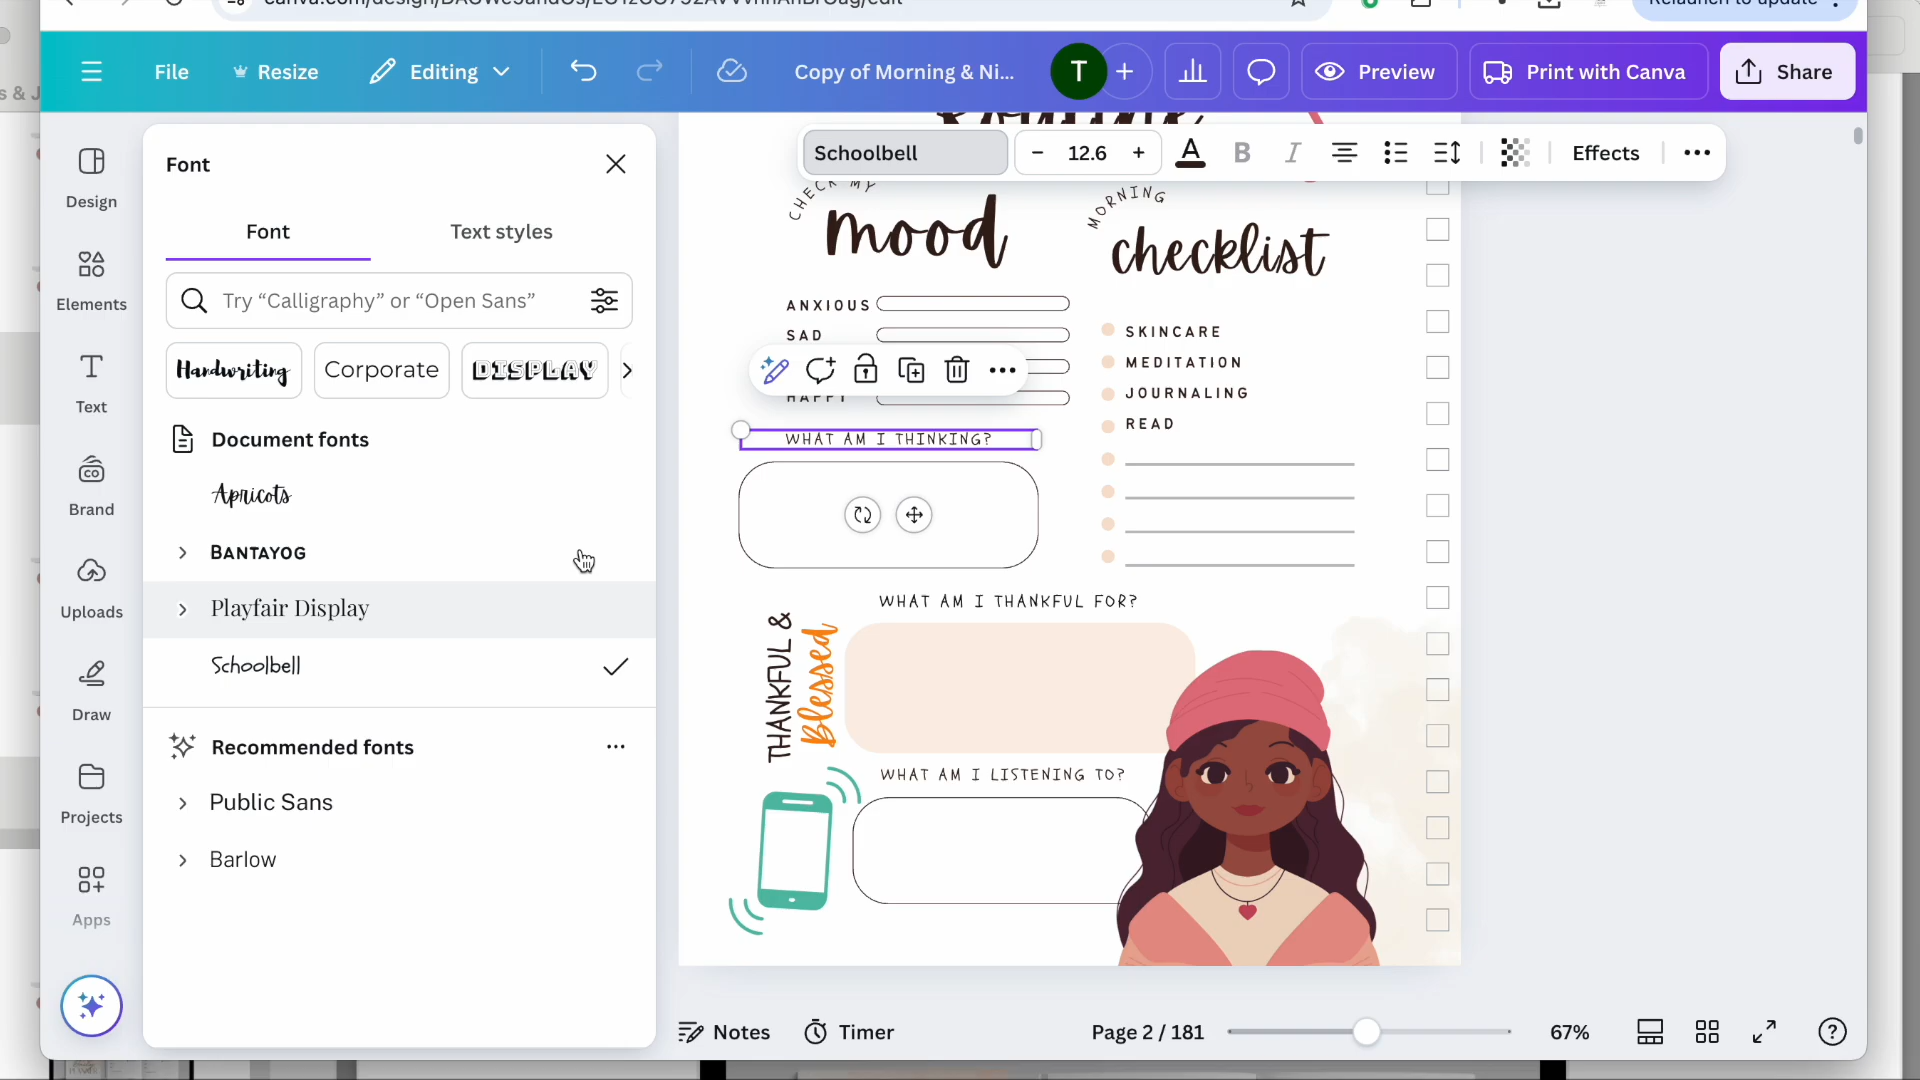 File
Resize
Editing
Copy of Morning & Ni...
T
Preview
Print with Canva
Share
Font
Schoolbell
12.6
Effects
Design
Elements
Text
Brand
Uploads
Draw
Projects
Apps
Font
Text styles
Try “Calligraphy” or “Open Sans”
Handwriting
Corporate
DISPLAY
Document fonts
Apricots
BANTAYOG
Playfair Display
Schoolbell
Recommended fonts
Public Sans
Barlow
CHECK MY
mood
MORNING
checklist
ANXIOUS
SAD
HAPPY
WHAT AM I THINKING?
SKINCARE
MEDITATION
JOURNALING
READ
WHAT AM I THANKFUL FOR?
THANKFUL &
Blessed
WHAT AM I LISTENING TO?
Notes
Timer
Page 2 / 181
67%